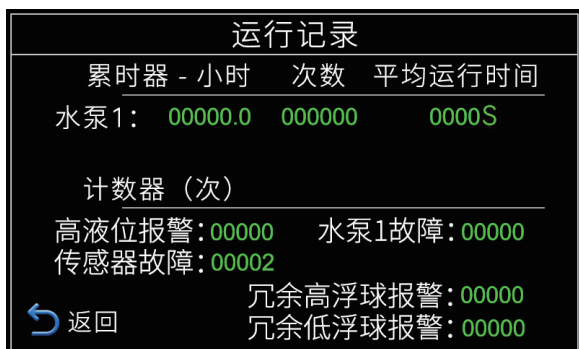 运行记录
累时器 - 小时 次数 平均运行时间
水泵1: 00000.0 000000 0000S
计数器（次）
高液位报警:00000 水泵1故障:00000
传感器故障:00002
冗余高浮球报警:00000
返回 冗余低浮球报警:00000